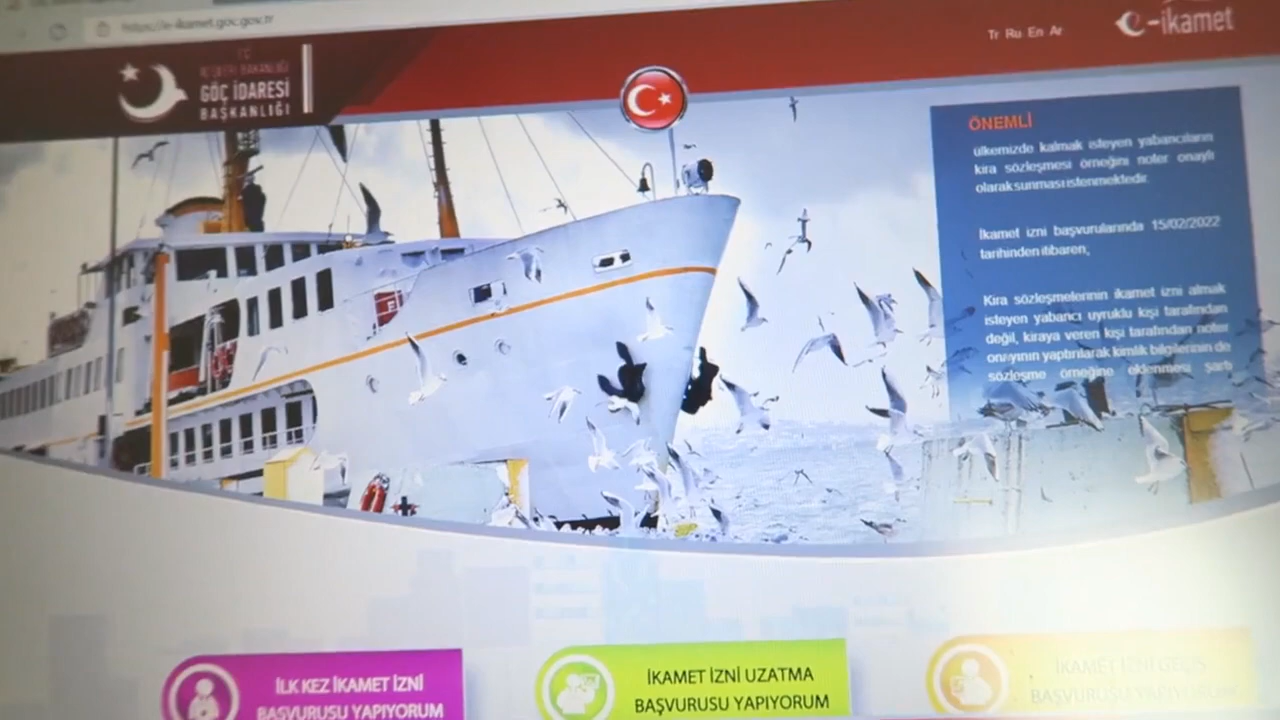 https://e-ikamet.goc.gov.tr
Tr Ru En Ar
e-ikamet
T.C.
İÇİŞLERİ BAKANLIĞI
GÖÇ İDARESİ
BAŞKANLIĞI
ÖNEMLİ
ülkemizde kalmak isteyen yabancıların
kira sözleşmesi örneğini noter onaylı
olarak sunması istenmektedir.
İkamet izni başvurularında 15/02/2022
tarihinden itibaren,
Kira sözleşmelerinin ikamet izni almak
isteyen yabancı uyruklu kişi tarafından
değil, kiraya veren kişi tarafından noter
onayının yaptırılarak kimlik bilgilerinin de
sözleşme örneğine eklenmesi şartı
İLK KEZ İKAMET İZNİ
BAŞVURUSU YAPIYORUM
İKAMET İZNİ UZATMA
BAŞVURUSU YAPIYORUM
İKAMET İZNİ GEÇİŞ
BAŞVURUSU YAPIYORUM